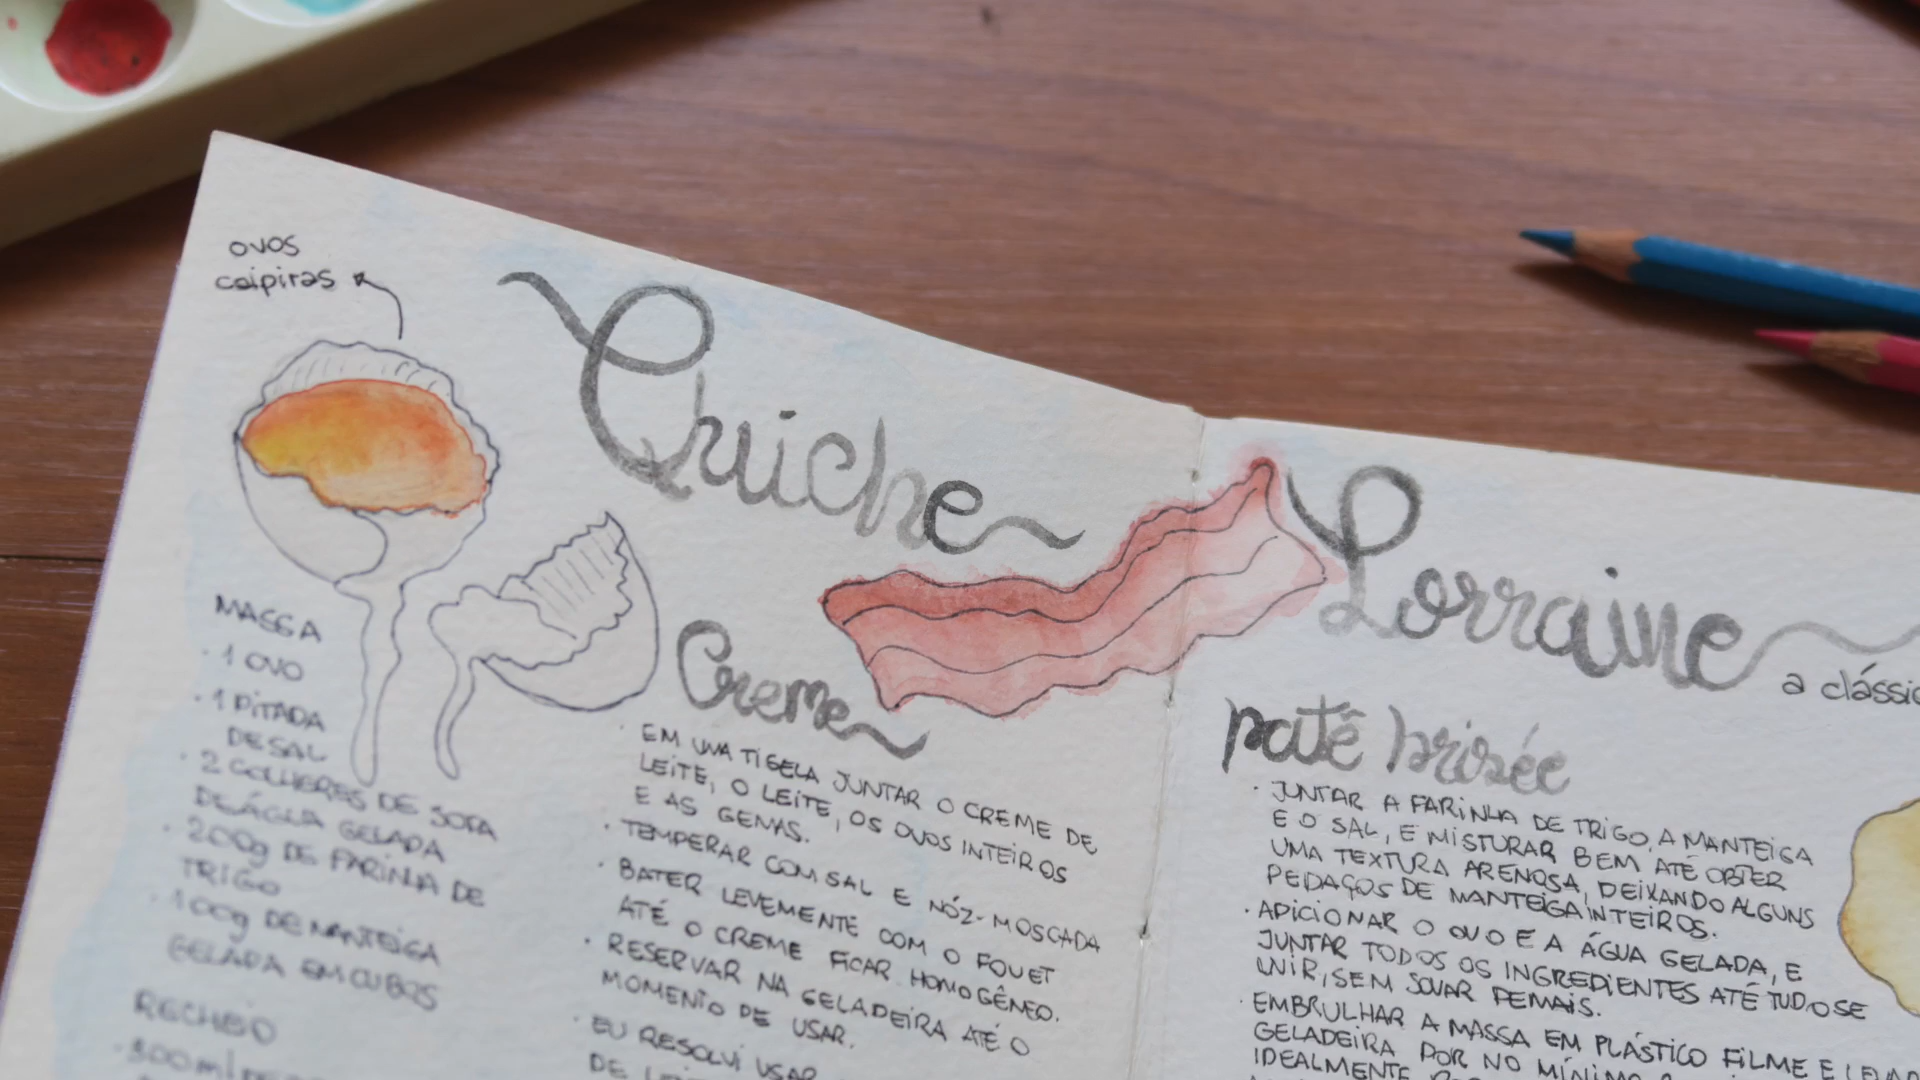 ovos
caipiras
Quiche
Lorraine
a clássic
MASSA
· 1 OVO
· 1 PITADA
DE SAL
· 2 COLHERES DE SOPA
DE ÁGUA GELADA
· 200g DE FARINHA DE
TRIGO
· 100g DE MANTEIGA
GELADA EM CUBOS
RECHEIO
· 300ml DE
Creme
· EM UMA TIGELA JUNTAR O CREME DE
LEITE, O LEITE, OS OVOS INTEIROS
E AS GEMAS.
· TEMPERAR COM SAL E NÓZ-MOSCADA
· BATER LEVEMENTE COM O FOUET
ATÉ O CREME FICAR HOMOGÊNEO.
· RESERVAR NA GELADEIRA ATÉ O
MOMENTO DE USAR.
· EU RESOLVI USAR
DE
patê brisée
· JUNTAR A FARINHA DE TRIGO, A MANTEIGA
E O SAL, E MISTURAR BEM ATÉ OBTER
UMA TEXTURA ARENOSA, DEIXANDO ALGUNS
PEDAÇOS DE MANTEIGA INTEIROS.
· ADICIONAR O OVO E A ÁGUA GELADA, E
JUNTAR TODOS OS INGREDIENTES ATÉ TUDO SE
UNIR, SEM SOVAR DEMAIS.
· EMBRULHAR A MASSA EM PLÁSTICO FILME E LEVAR
GELADEIRA POR NO MÍNIMO
IDEALMENTE